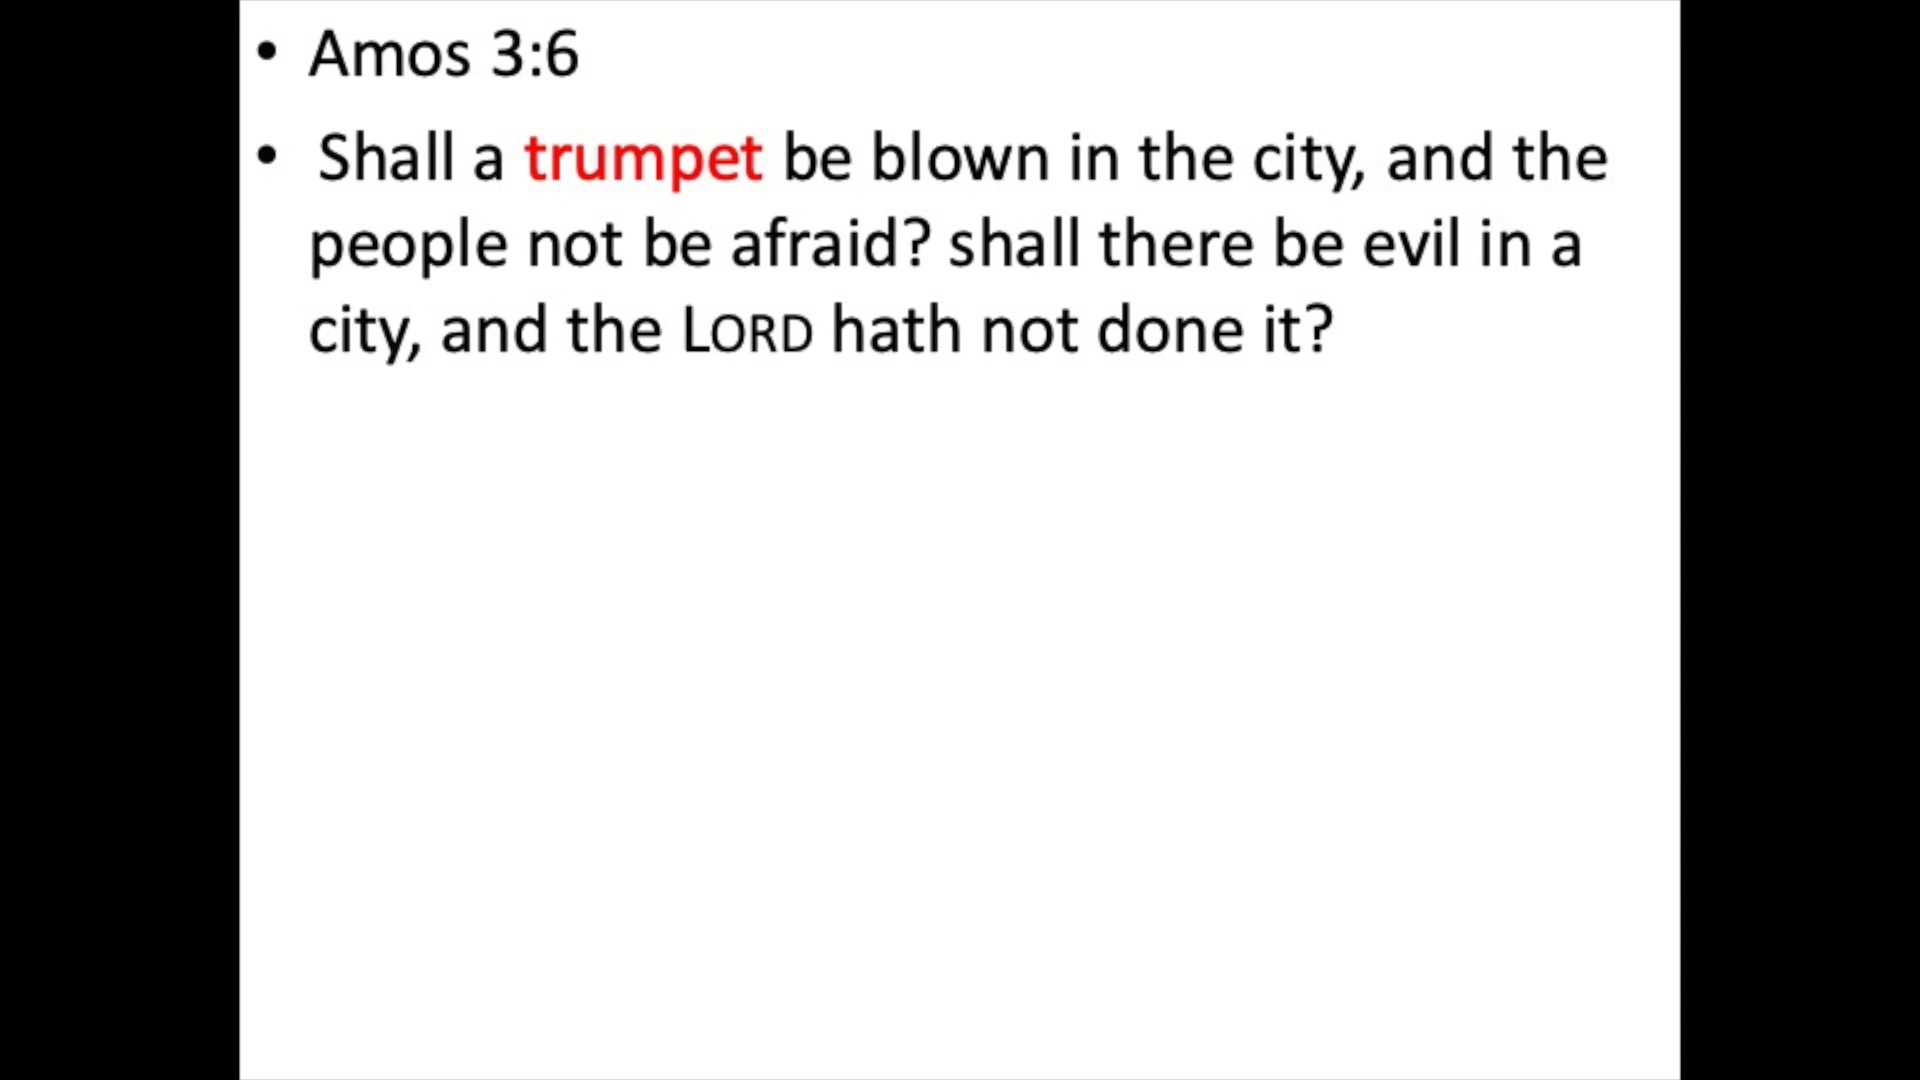 • Amos 3:6
• Shall a trumpet be blown in the city, and the
people not be afraid? shall there be evil in a
city, and the LORD hath not done it?